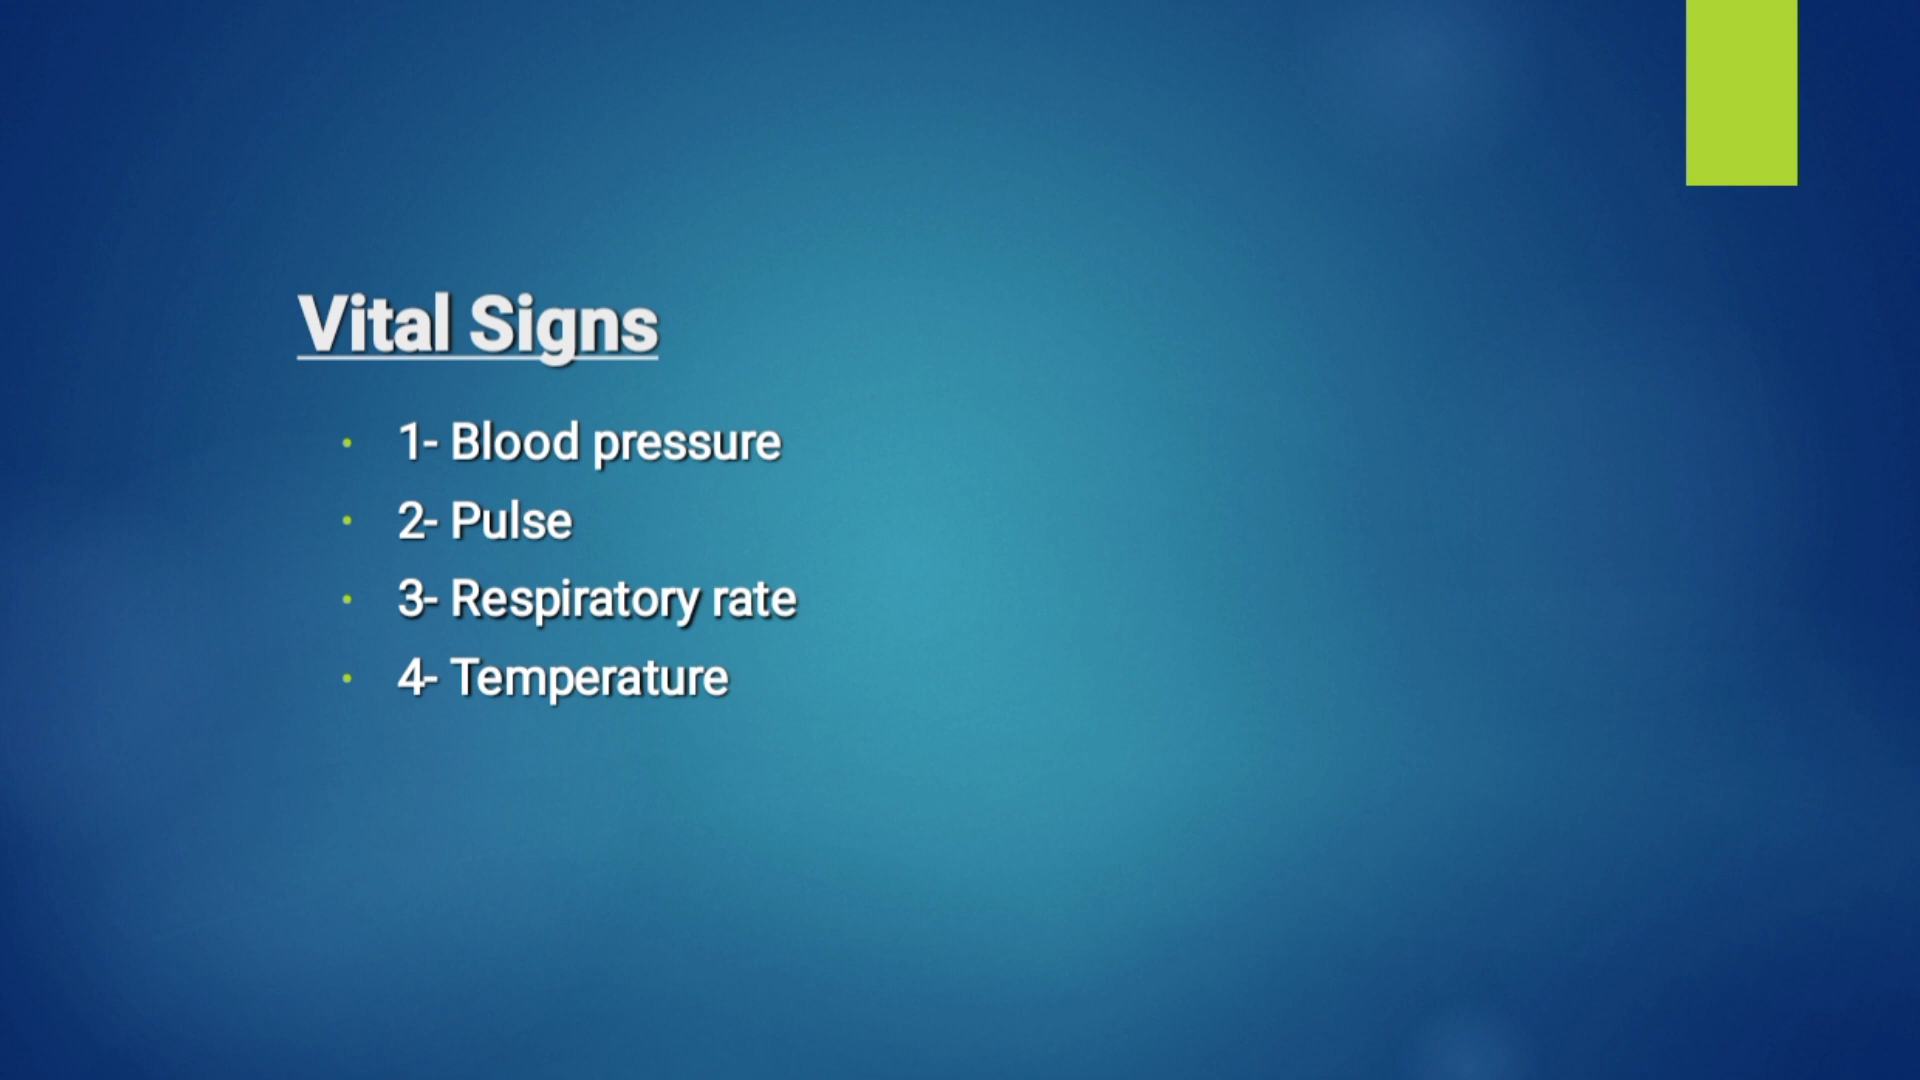 Vital Signs
• 1- Blood pressure
• 2- Pulse
• 3- Respiratory rate
• 4- Temperature